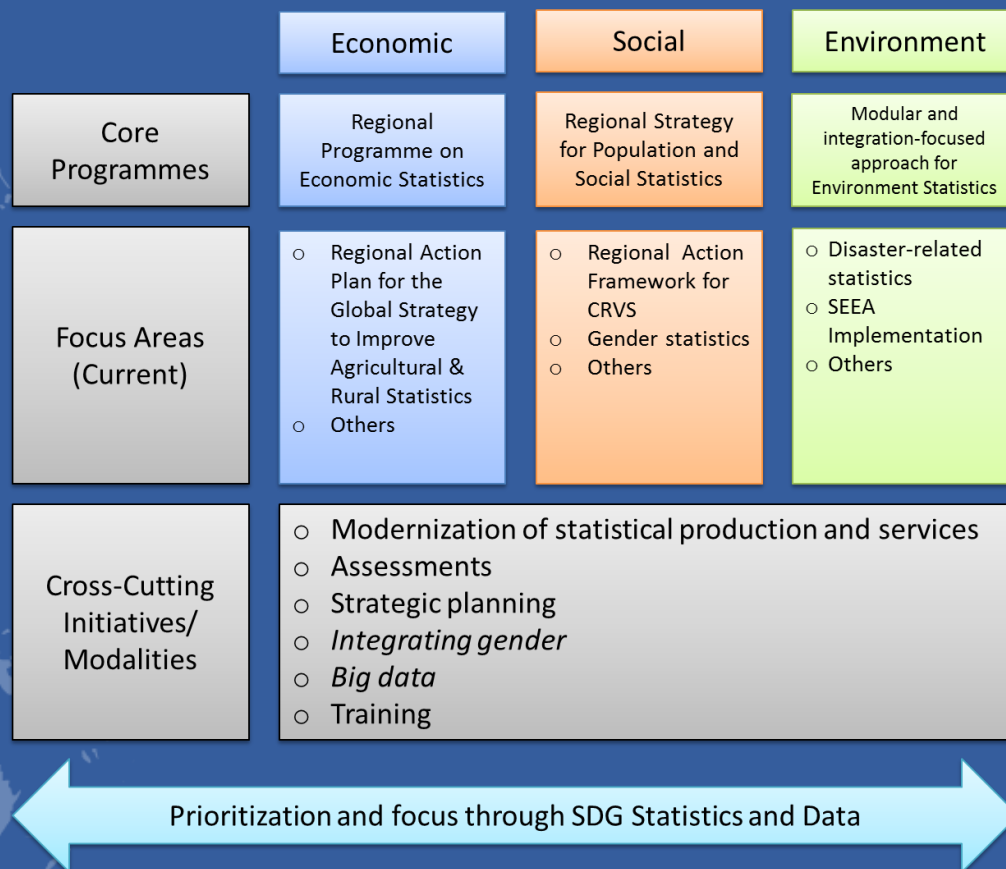 Economic
Social
Environment
Core
Programmes
Regional
Programme on
Economic Statistics
Regional Strategy
for Population and
Social Statistics
Modular and
integration-focused
approach for
Environment Statistics
Focus Areas
(Current)
o Regional Action
Plan for the
Global Strategy
to Improve
Agricultural &
Rural Statistics
o Others
o Regional Action
Framework for
CRVS
o Gender statistics
o Others
o Disaster-related
statistics
o SEEA
Implementation
o Others
Cross-Cutting
Initiatives/
Modalities
o Modernization of statistical production and services
o Assessments
o Strategic planning
o Integrating gender
o Big data
o Training
Prioritization and focus through SDG Statistics and Data